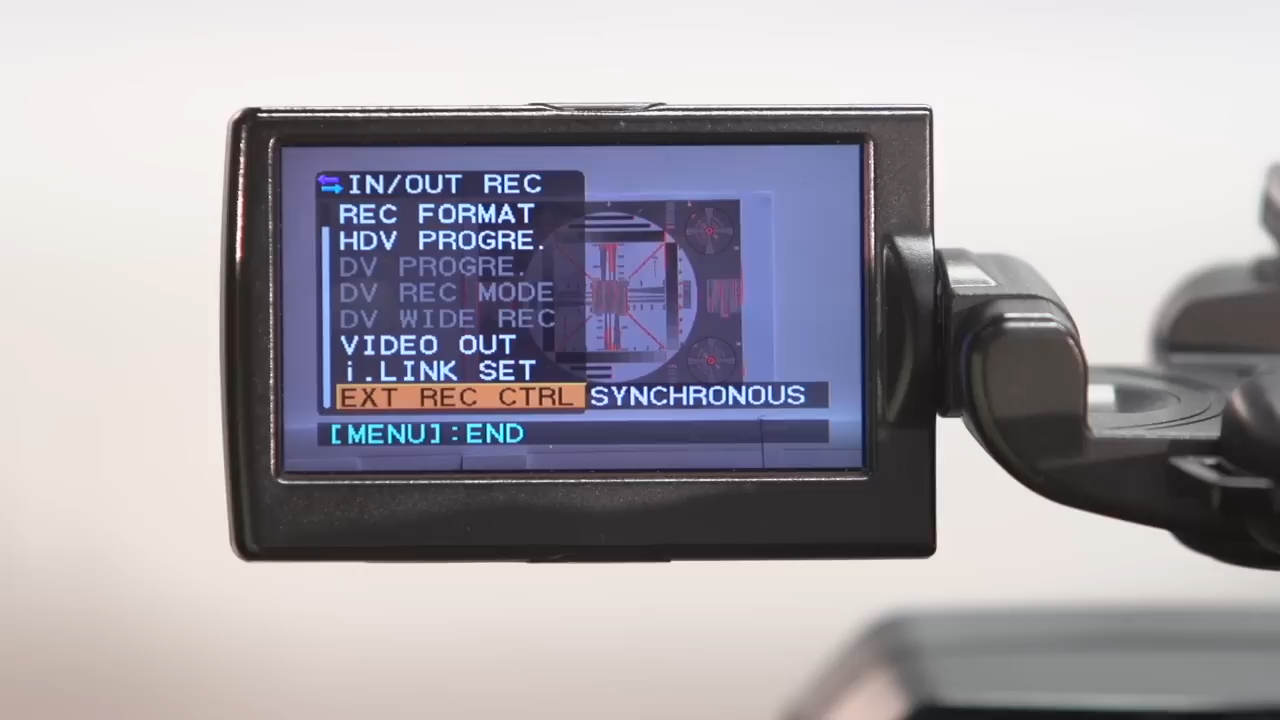 IN/OUT REC
REC FORMAT
HDV PROGRE.
DV PROGRE.
DV REC MODE
DV WIDE REC
VIDEO OUT
i.LINK SET
EXT REC CTRL SYNCHRONOUS
[MENU]:END